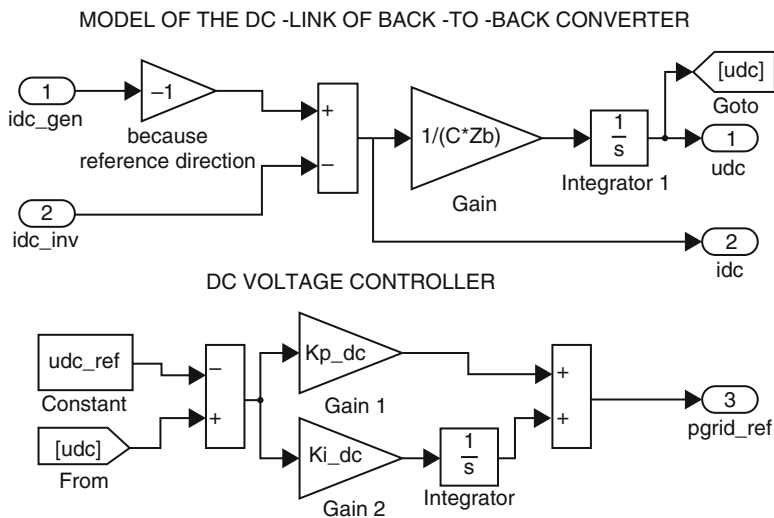 MODEL OF THE DC -LINK OF BACK -TO -BACK CONVERTER
1
idc_gen
–1
because
reference direction
+
–
2
idc_inv
1/(C*Zb)
Gain
1
s
Integrator 1
[udc]
Goto
1
udc
2
idc
DC VOLTAGE CONTROLLER
udc_ref
Constant
[udc]
From
–
+
Kp_dc
Gain 1
Ki_dc
Gain 2
1
s
Integrator
+
+
3
pgrid_ref